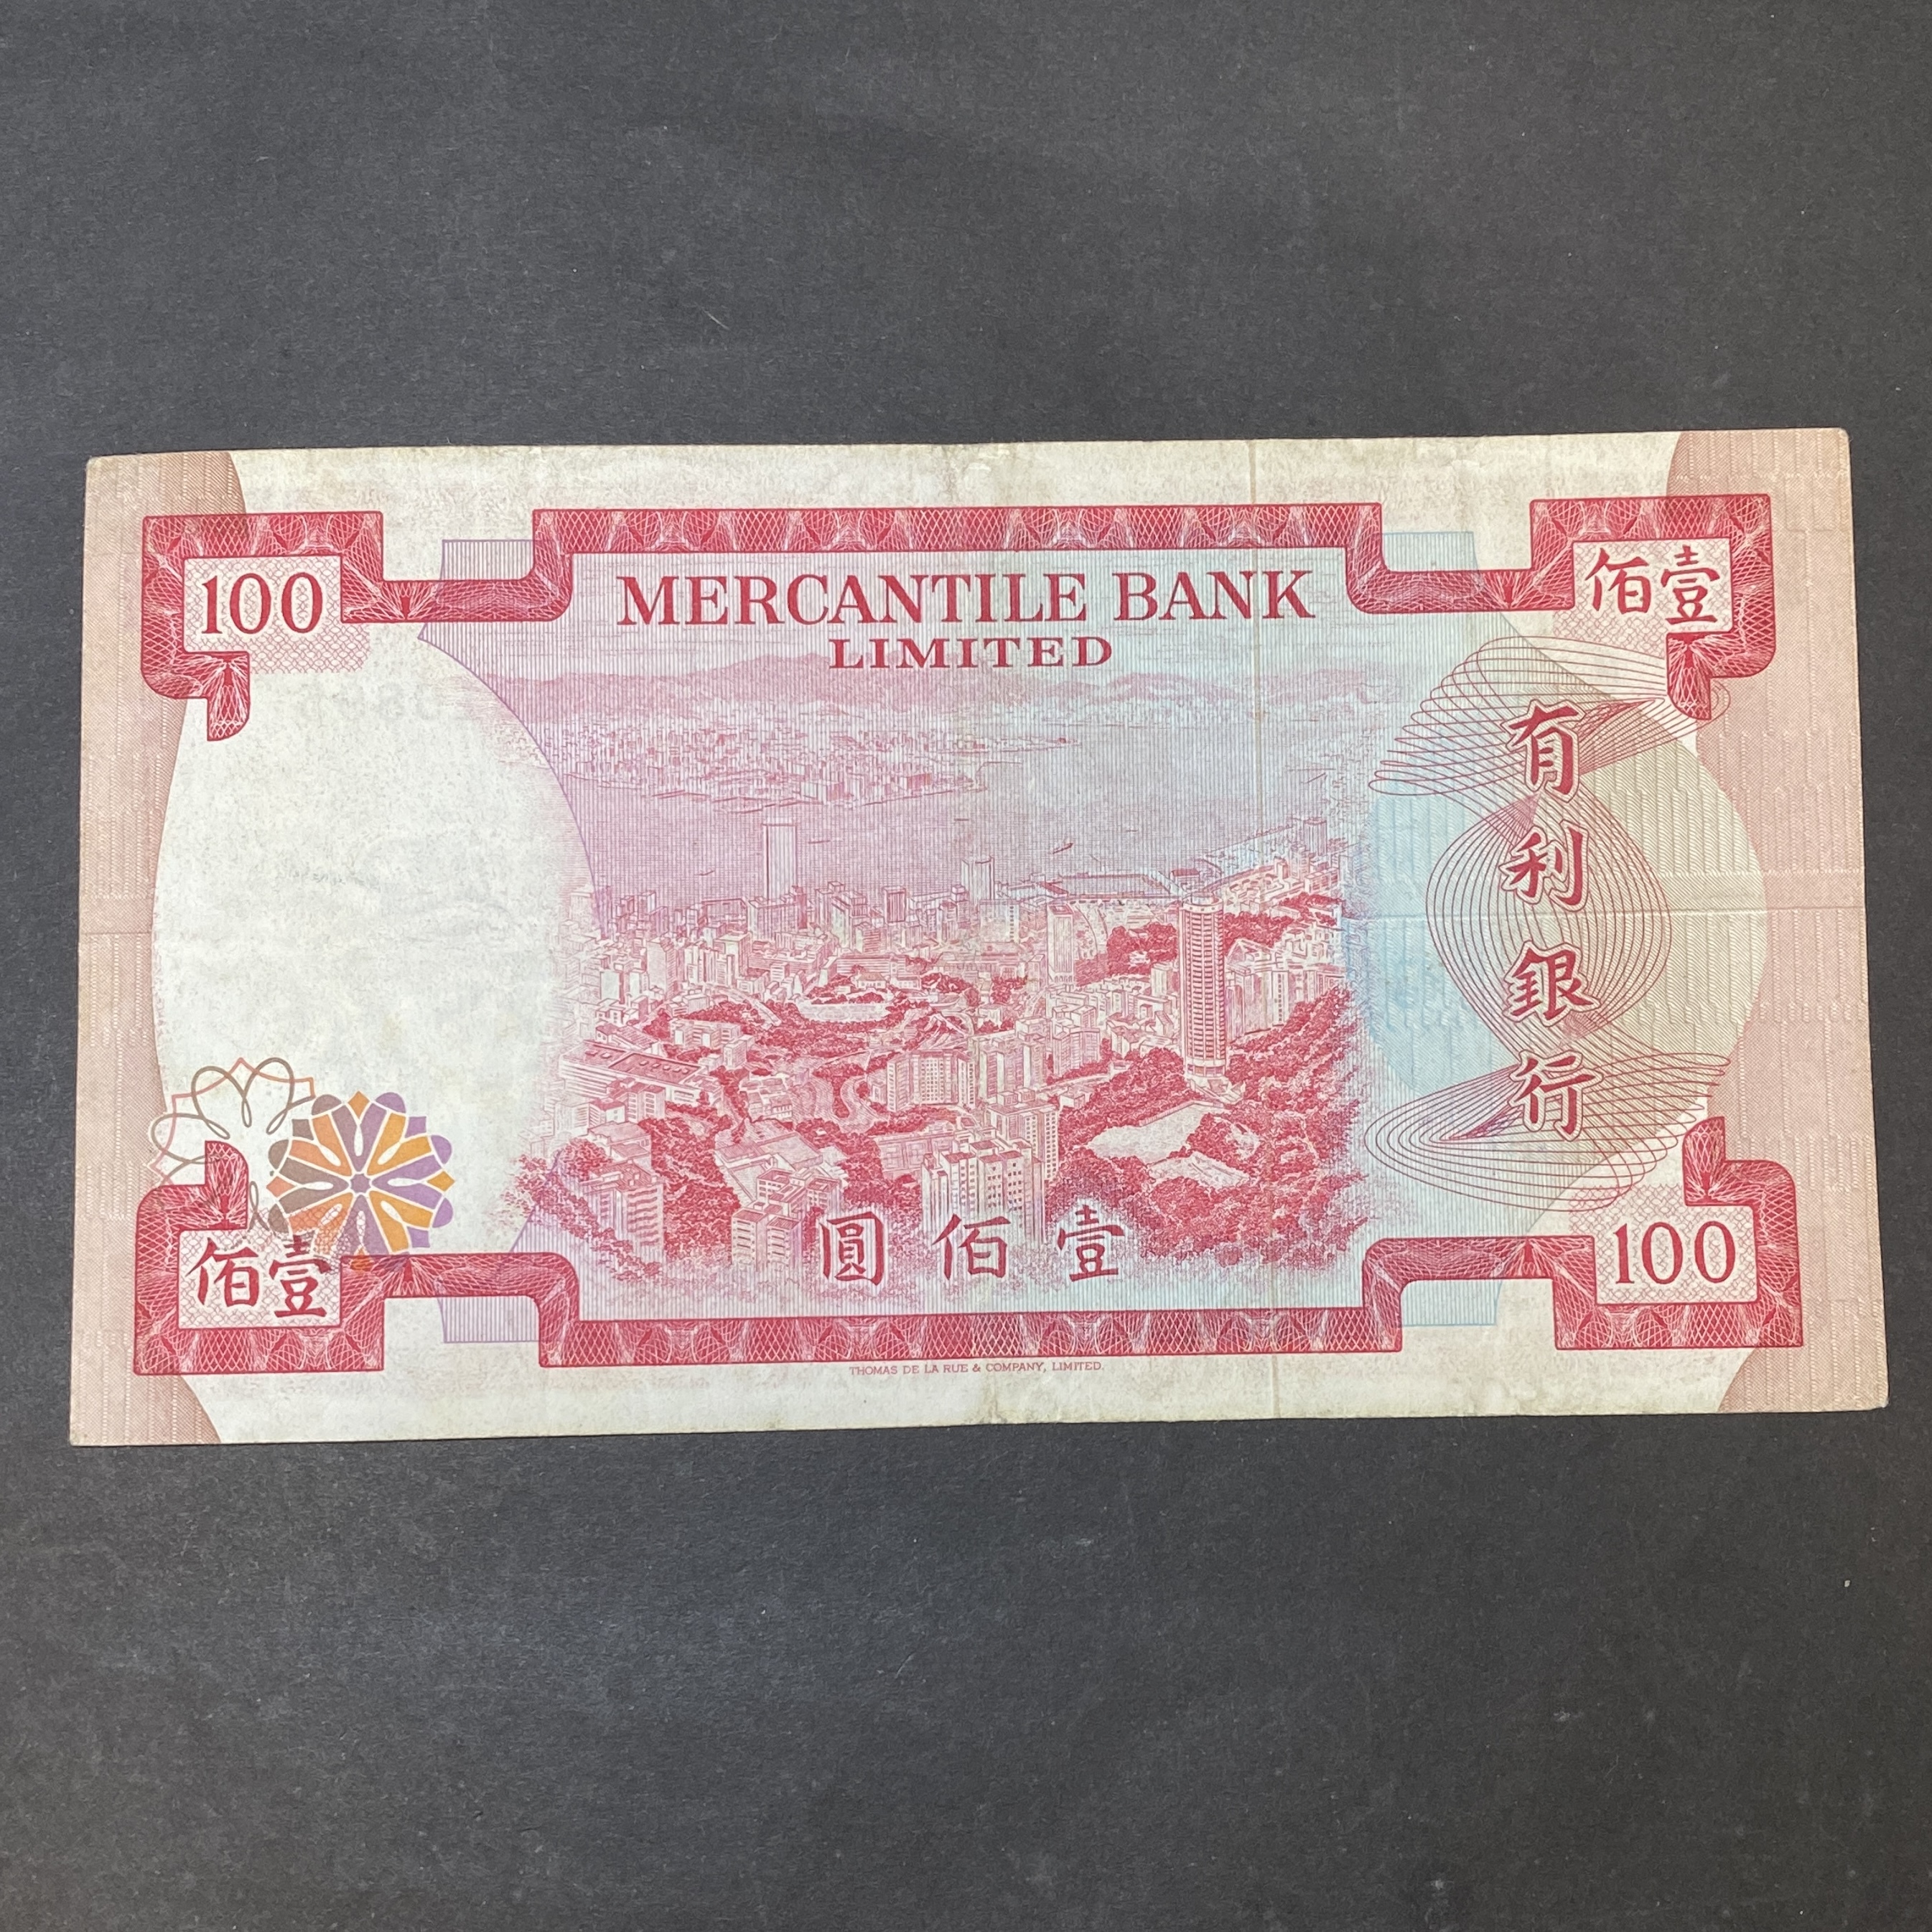 100
MERCANTILE BANK
LIMITED
佰壹
有利銀行
圓佰壹
佰壹
100
THOMAS DE LA RUE & COMPANY, LIMITED.